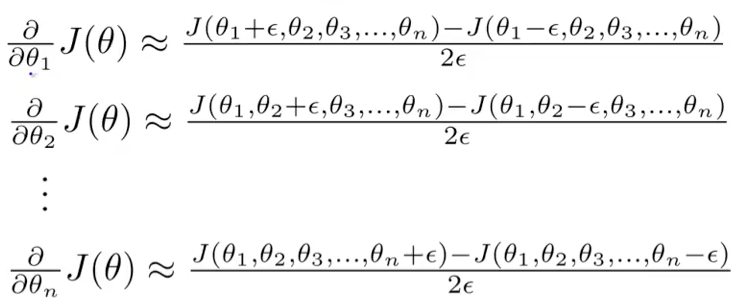 ∂/∂θ₁ J(θ) ≈ J(θ₁+ϵ,θ₂,θ₃,...,θₙ)−J(θ₁−ϵ,θ₂,θ₃,...,θₙ)/2ϵ
∂/∂θ₂ J(θ) ≈ J(θ₁,θ₂+ϵ,θ₃,...,θₙ)−J(θ₁,θ₂−ϵ,θ₃,...,θₙ)/2ϵ
⋮
∂/∂θₙ J(θ) ≈ J(θ₁,θ₂,θ₃,...,θₙ+ϵ)−J(θ₁,θ₂,θ₃,...,θₙ−ϵ)/2ϵ